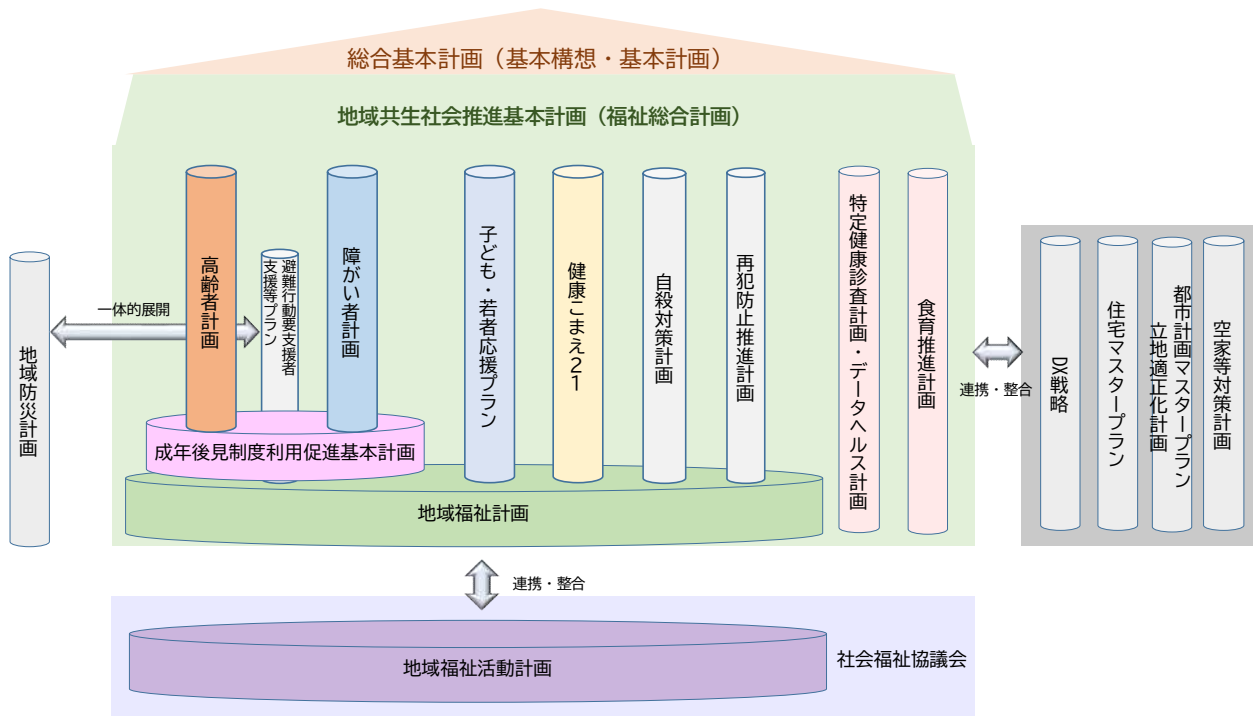 総合基本計画（基本構想・基本計画）
地域共生社会推進基本計画（福祉総合計画）
地域防災計画
一体的展開
高齢者計画
避難行動要支援者
支援等プラン
障がい者計画
子ども・若者応援プラン
健康こまえ21
自殺対策計画
再犯防止推進計画
特定健康診査計画・データヘルス計画
食育推進計画
連携・整合
DX戦略
住宅マスタープラン
都市計画マスタープラン
立地適正化計画
空家等対策計画
成年後見制度利用促進基本計画
地域福祉計画
連携・整合
地域福祉活動計画
社会福祉協議会